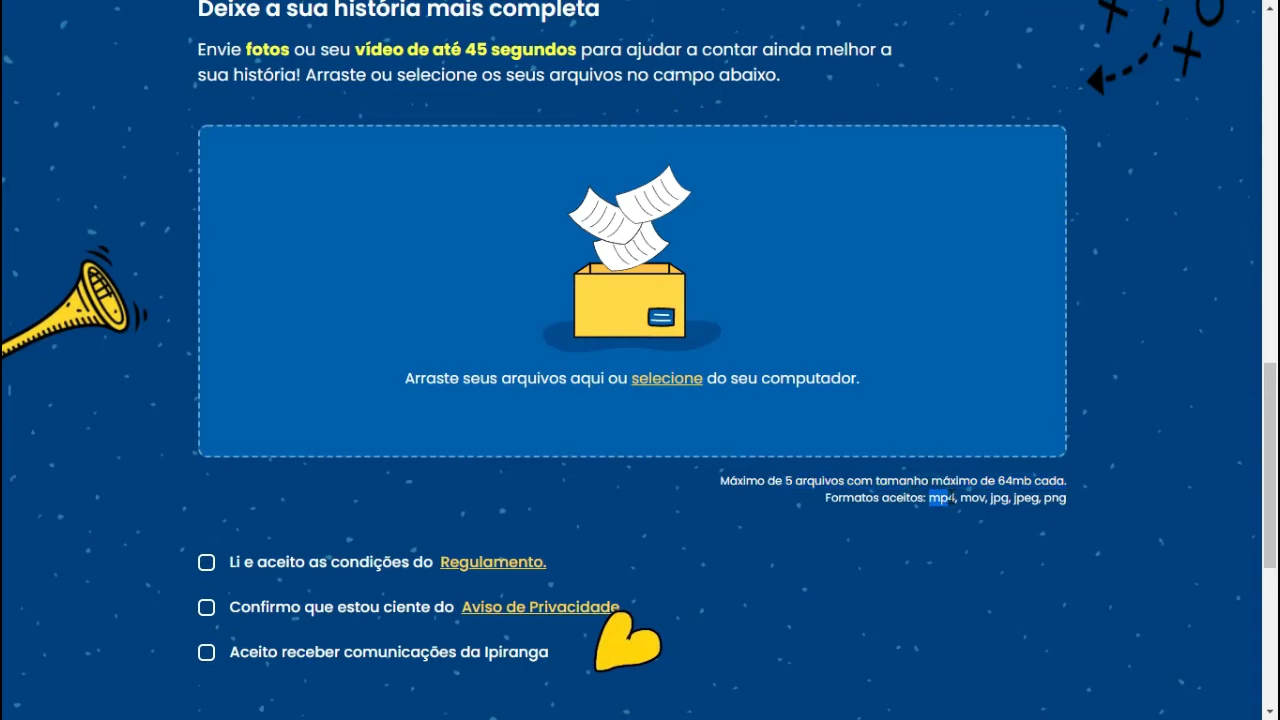 Deixe a sua história mais completa
Envie fotos ou seu vídeo de até 45 segundos para ajudar a contar ainda melhor a
sua história! Arraste ou selecione os seus arquivos no campo abaixo.
Arraste seus arquivos aqui ou selecione do seu computador.
Máximo de 5 arquivos com tamanho máximo de 64mb cada.
Formatos aceitos: mp4, mov, jpg, jpeg, png
Li e aceito as condições do Regulamento.
Confirmo que estou ciente do Aviso de Privacidade
Aceito receber comunicações da Ipiranga